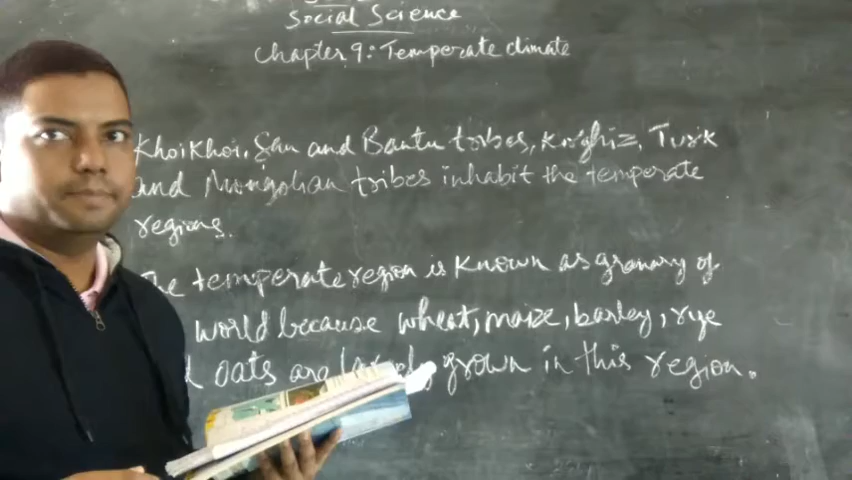 Social Science
Chapter 9: Temperate climate
Khoikhoi, San and Bantu tribes, Kirghiz, Turk
and Mongolian tribes inhabit the temperate
regions.
The temperate region is known as granary of
world because wheat, maize, barley, rye
oats are largely grown in this region.